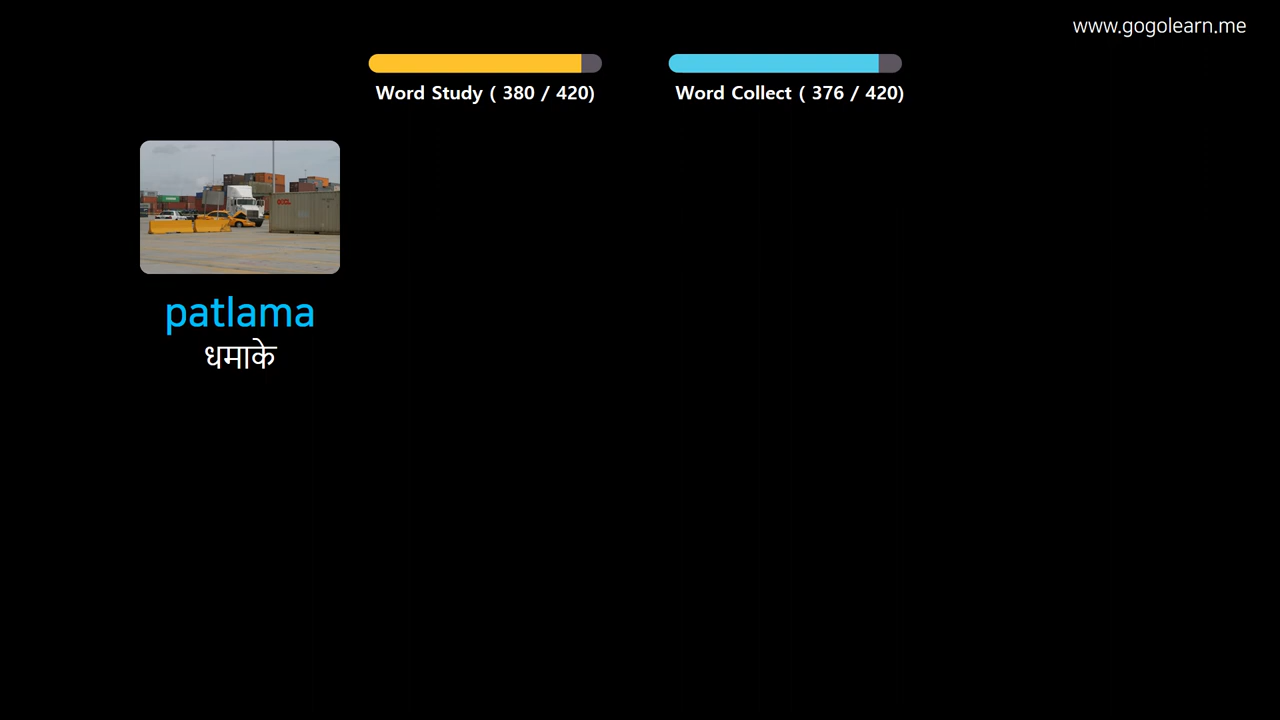 www.gogolearn.me
Word Study ( 380 / 420)
Word Collect ( 376 / 420)
patlama
धमाके